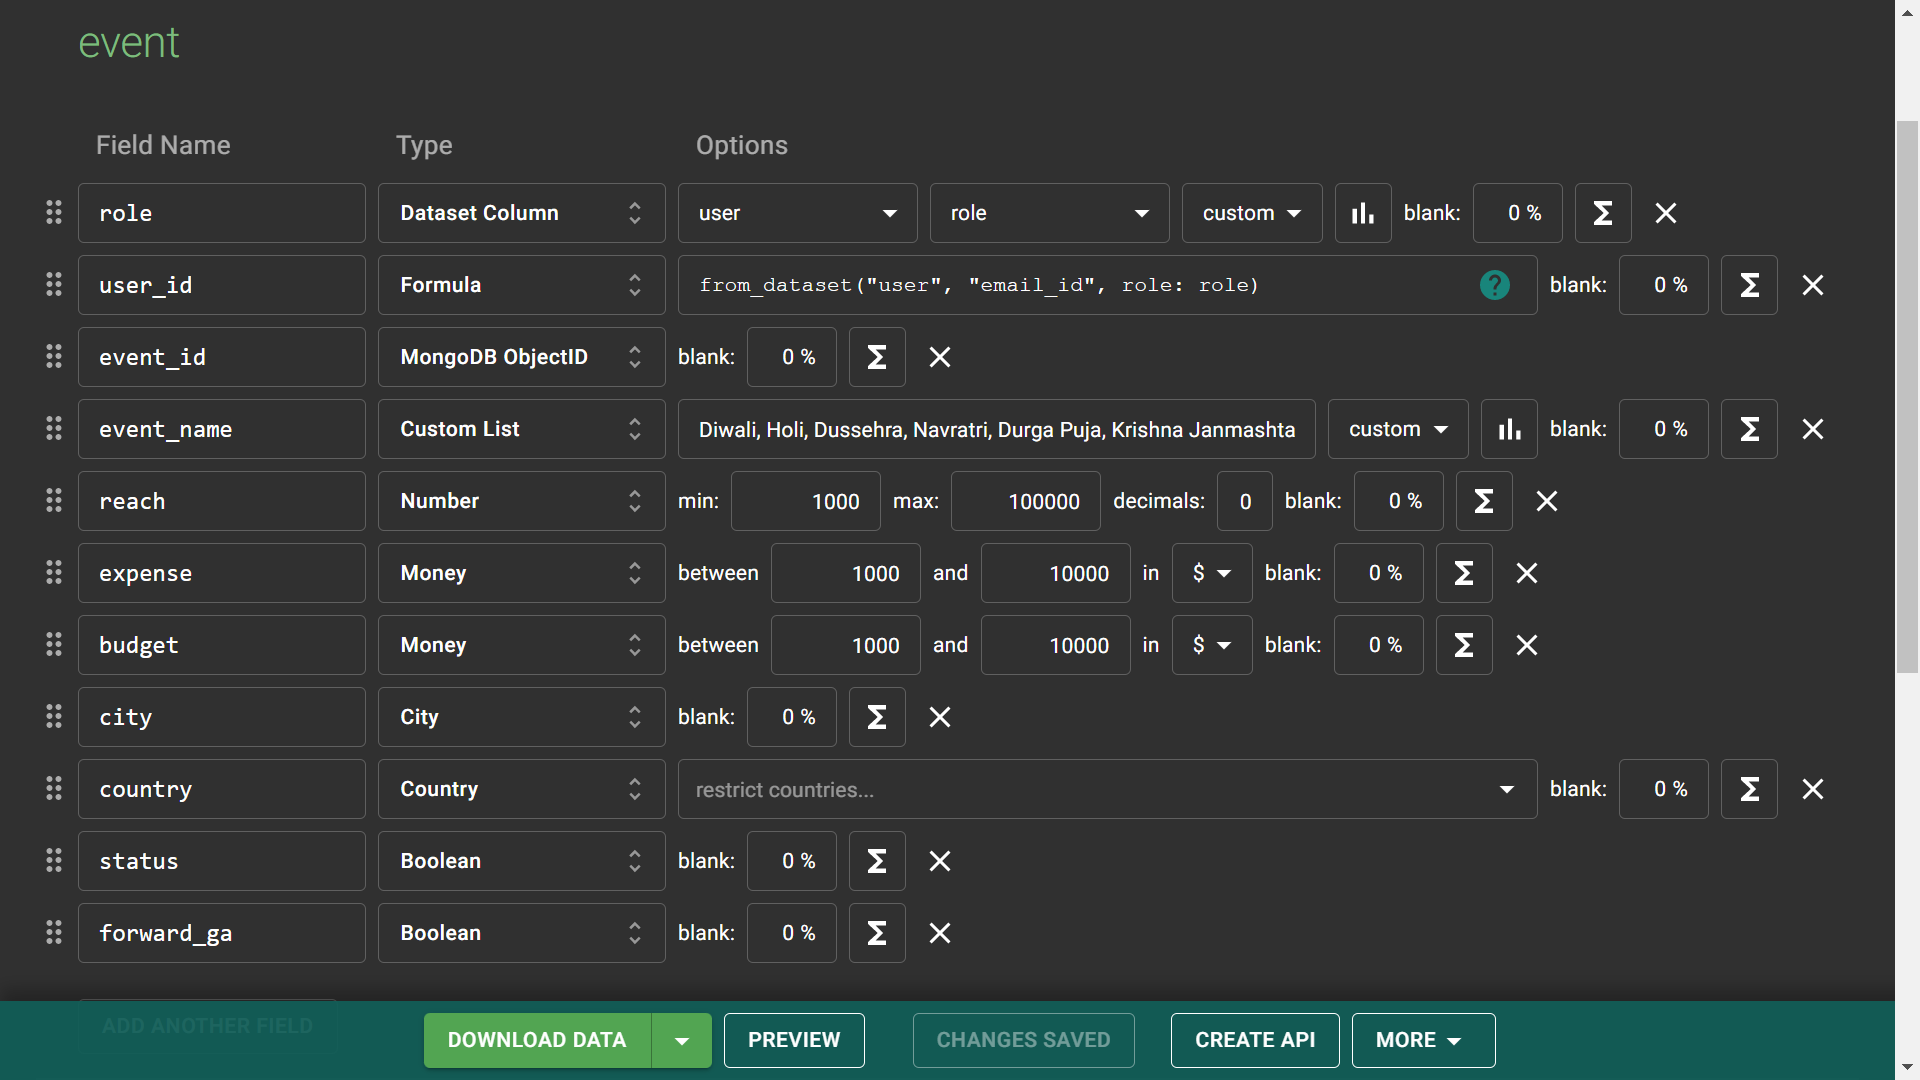 event
Field Name Type Options
role Dataset Column user role custom blank: 0 %
user_id Formula from_dataset("user", "email_id", role: role) ? blank: 0 %
event_id MongoDB ObjectID blank: 0 %
event_name Custom List Diwali, Holi, Dussehra, Navratri, Durga Puja, Krishna Janmashta custom blank: 0 %
reach Number min: 1000 max: 100000 decimals: 0 blank: 0 %
expense Money between 1000 and 10000 in $ blank: 0 %
budget Money between 1000 and 10000 in $ blank: 0 %
city City blank: 0 %
country Country restrict countries... blank: 0 %
status Boolean blank: 0 %
forward_ga Boolean blank: 0 %
ADD ANOTHER FIELD
DOWNLOAD DATA PREVIEW CHANGES SAVED CREATE API MORE